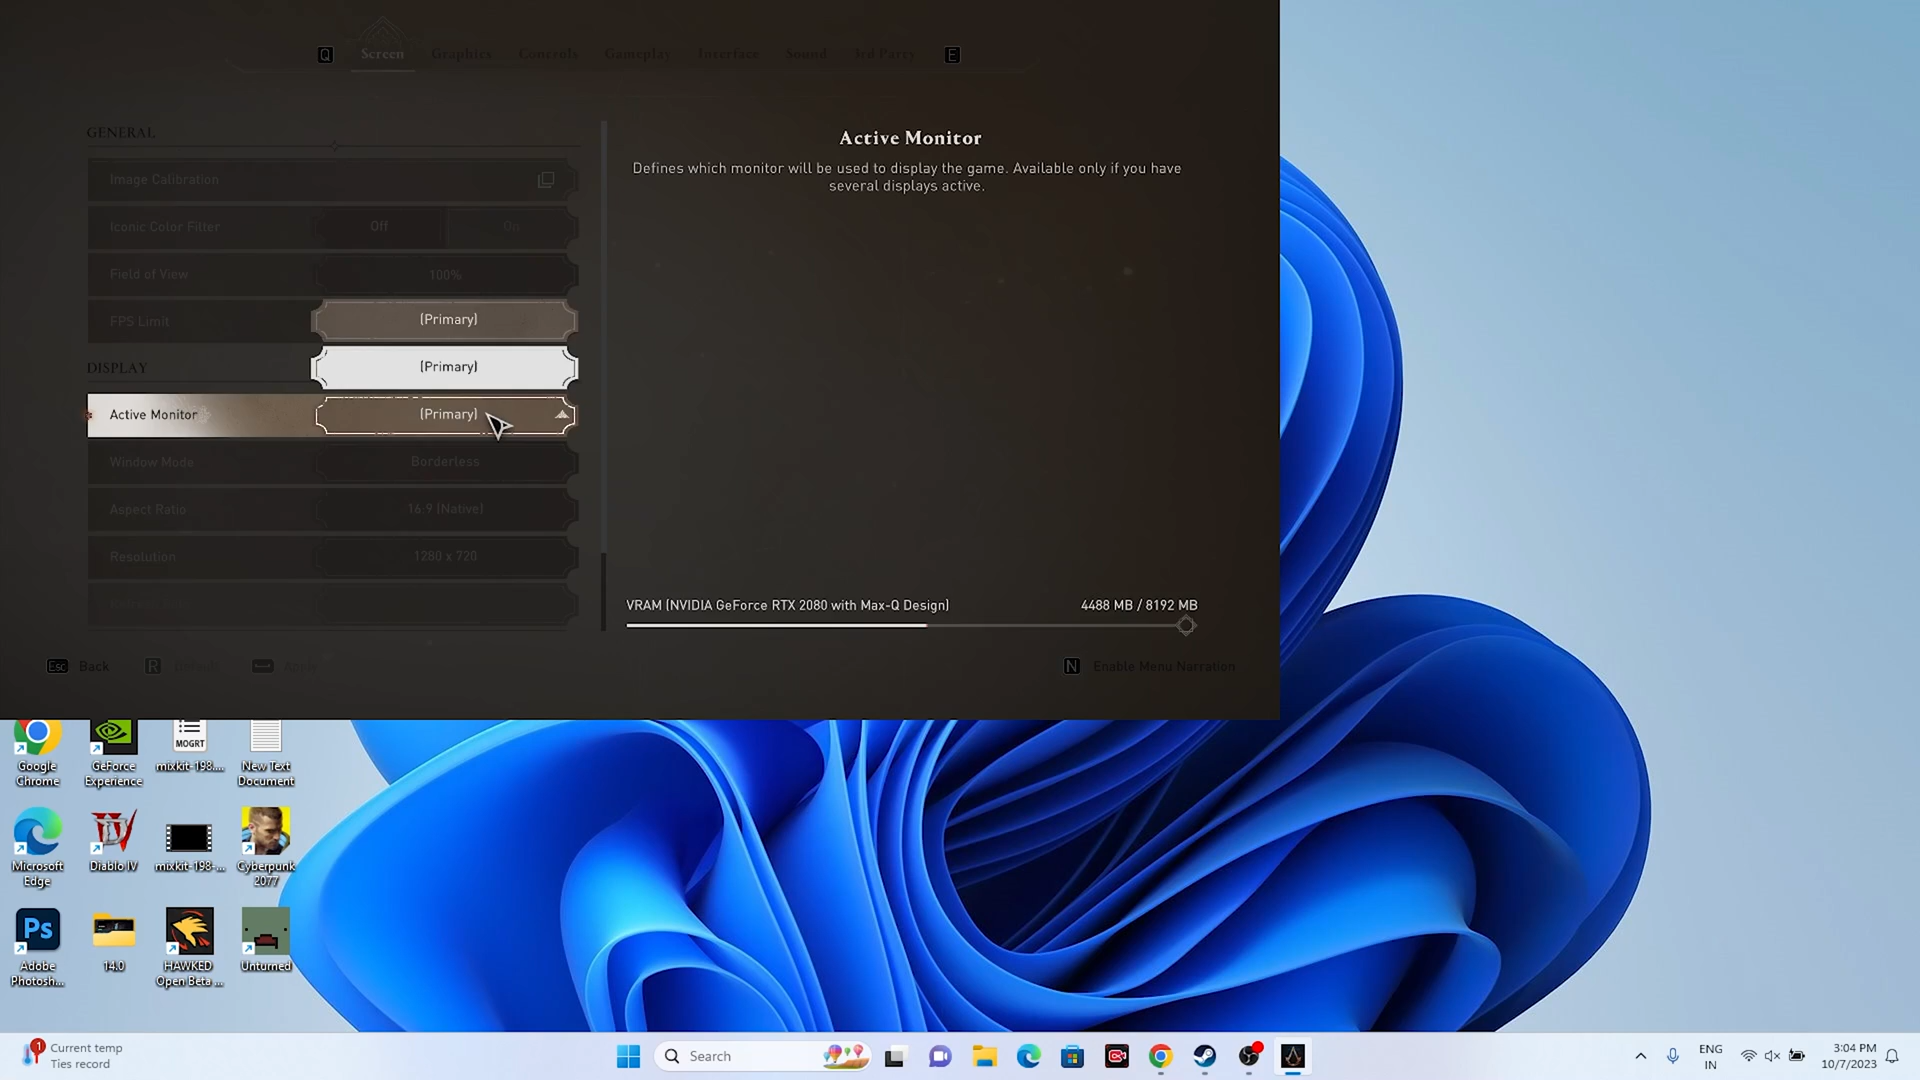 Q
Screen
Graphics
Controls
Gameplay
Interface
Sound
3rd Party
E
GENERAL
Image Calibration
Iconic Color Filter
Off
On
Field of View
100%
FPS Limit
(Primary)
DISPLAY
(Primary)
Active Monitor
(Primary)
Window Mode
Borderless
Aspect Ratio
16:9 (Native)
Resolution
1280 x 720
Active Monitor
Defines which monitor will be used to display the game. Available only if you have
several displays active.
VRAM (NVIDIA GeForce RTX 2080 with Max-Q Design)
4488 MB / 8192 MB
Esc
Back
R
Default
Apply
N
Enable Menu Narration
Google
Chrome
GeForce
Experience
MOGRT
mixkit-198....
New Text
Document
Microsoft
Edge
Diablo IV
mixkit-198-...
Cyberpunk
2077
Ps
Adobe
Photosh...
14.0
HAWKED
Open Beta ...
Unturned
1
Current temp
Ties record
Search
ENG
IN
3:04 PM
10/7/2023